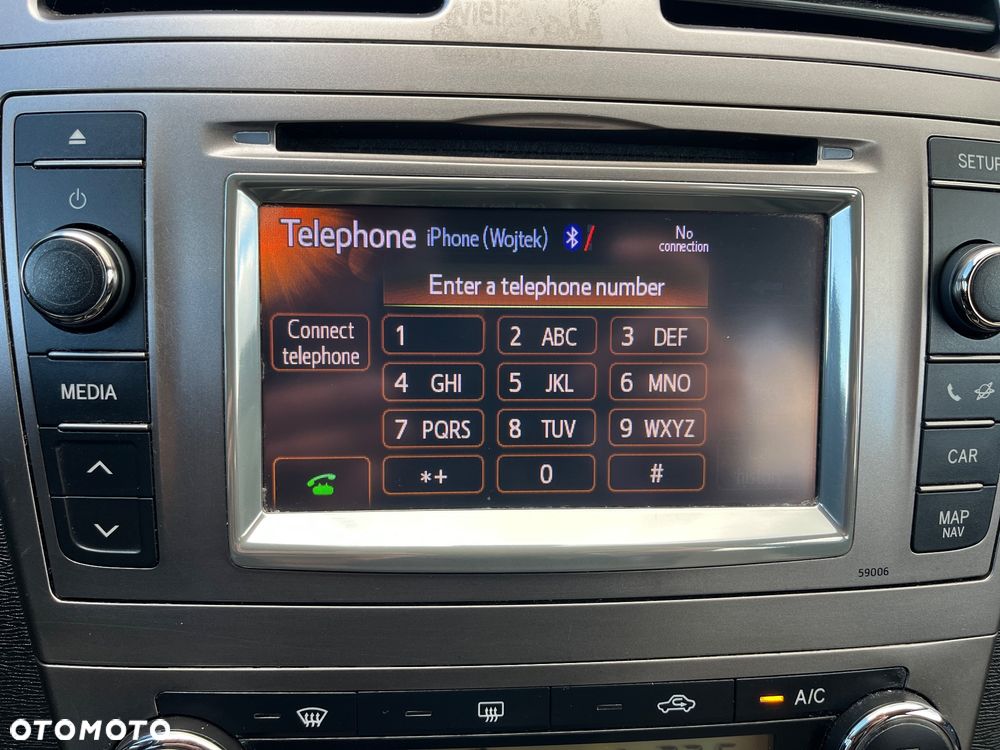 Telephone iPhone (Wojtek)
No
connection
SETUP
Enter a telephone number
Connect
telephone
1
2 ABC
3 DEF
4 GHI
5 JKL
6 MNO
7 PQRS
8 TUV
9 WXYZ
*+
0
#
MEDIA
CAR
MAP
NAV
59006
A/C
OTOMOTO